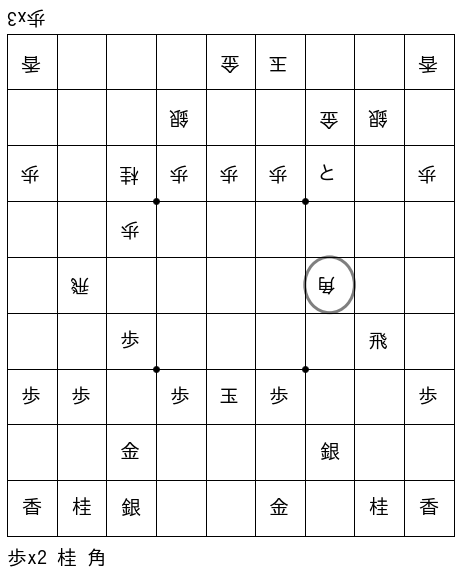 歩x3
香 金 王 香
銀 金 銀
歩 桂 歩 歩 歩 と 歩
歩
飛 角
歩 飛
歩 歩 歩 玉 歩 歩
金 銀
香 桂 銀 金 桂 香
歩x2 桂 角